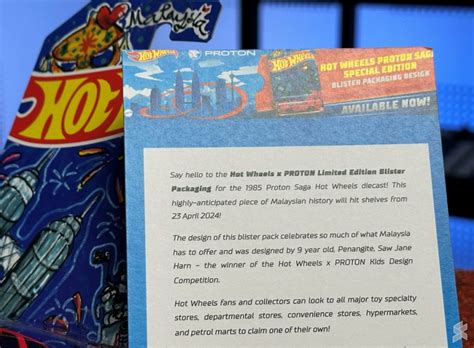 Malaysia
HOT
Hot Wheels PROTON
Hot Wheels
HOT WHEELS PROTON SAGA
SPECIAL EDITION
BLISTER PACKAGING DESIGN
AVAILABLE NOW!
Say hello to the Hot Wheels x PROTON Limited Edition Blister
Packaging for the 1985 Proton Saga Hot Wheels diecast! This
highly-anticipated piece of Malaysian history will hit shelves from
23 April 2024!
The design of this blister pack celebrates so much of what Malaysia
has to offer and was designed by 9 year old, Penangite, Saw Jane
Harn – the winner of the Hot Wheels x PROTON Kids Design
Competition.
Hot Wheels fans and collectors can look to all major toy specialty
stores, departmental stores, convenience stores, hypermarkets,
and petrol marts to claim one of their own!